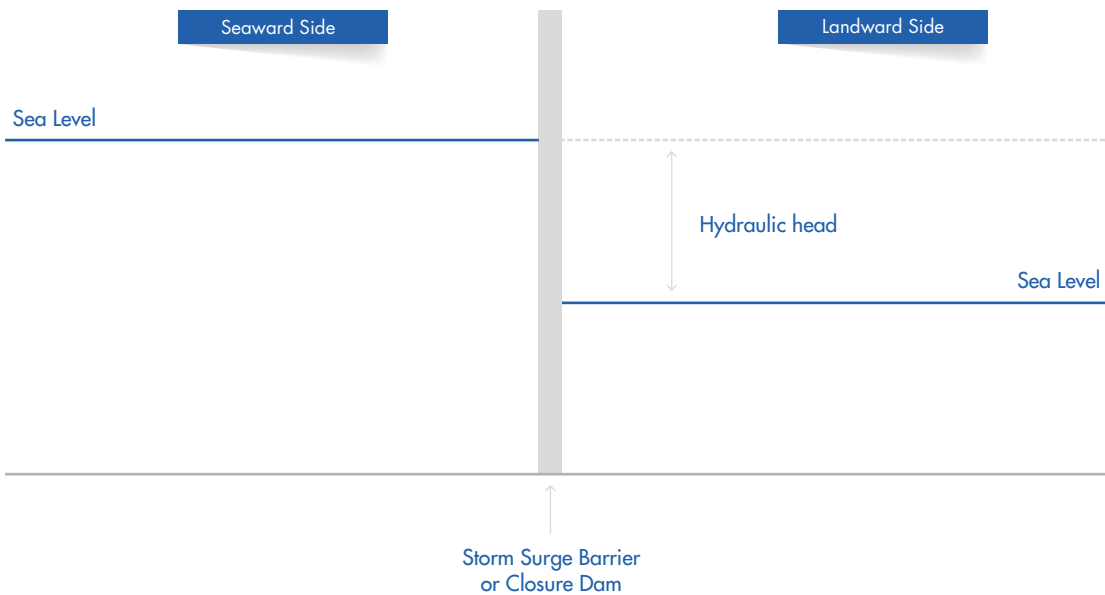 Seaward Side
Landward Side
Sea Level
Hydraulic head
Sea Level
Storm Surge Barrier
or Closure Dam